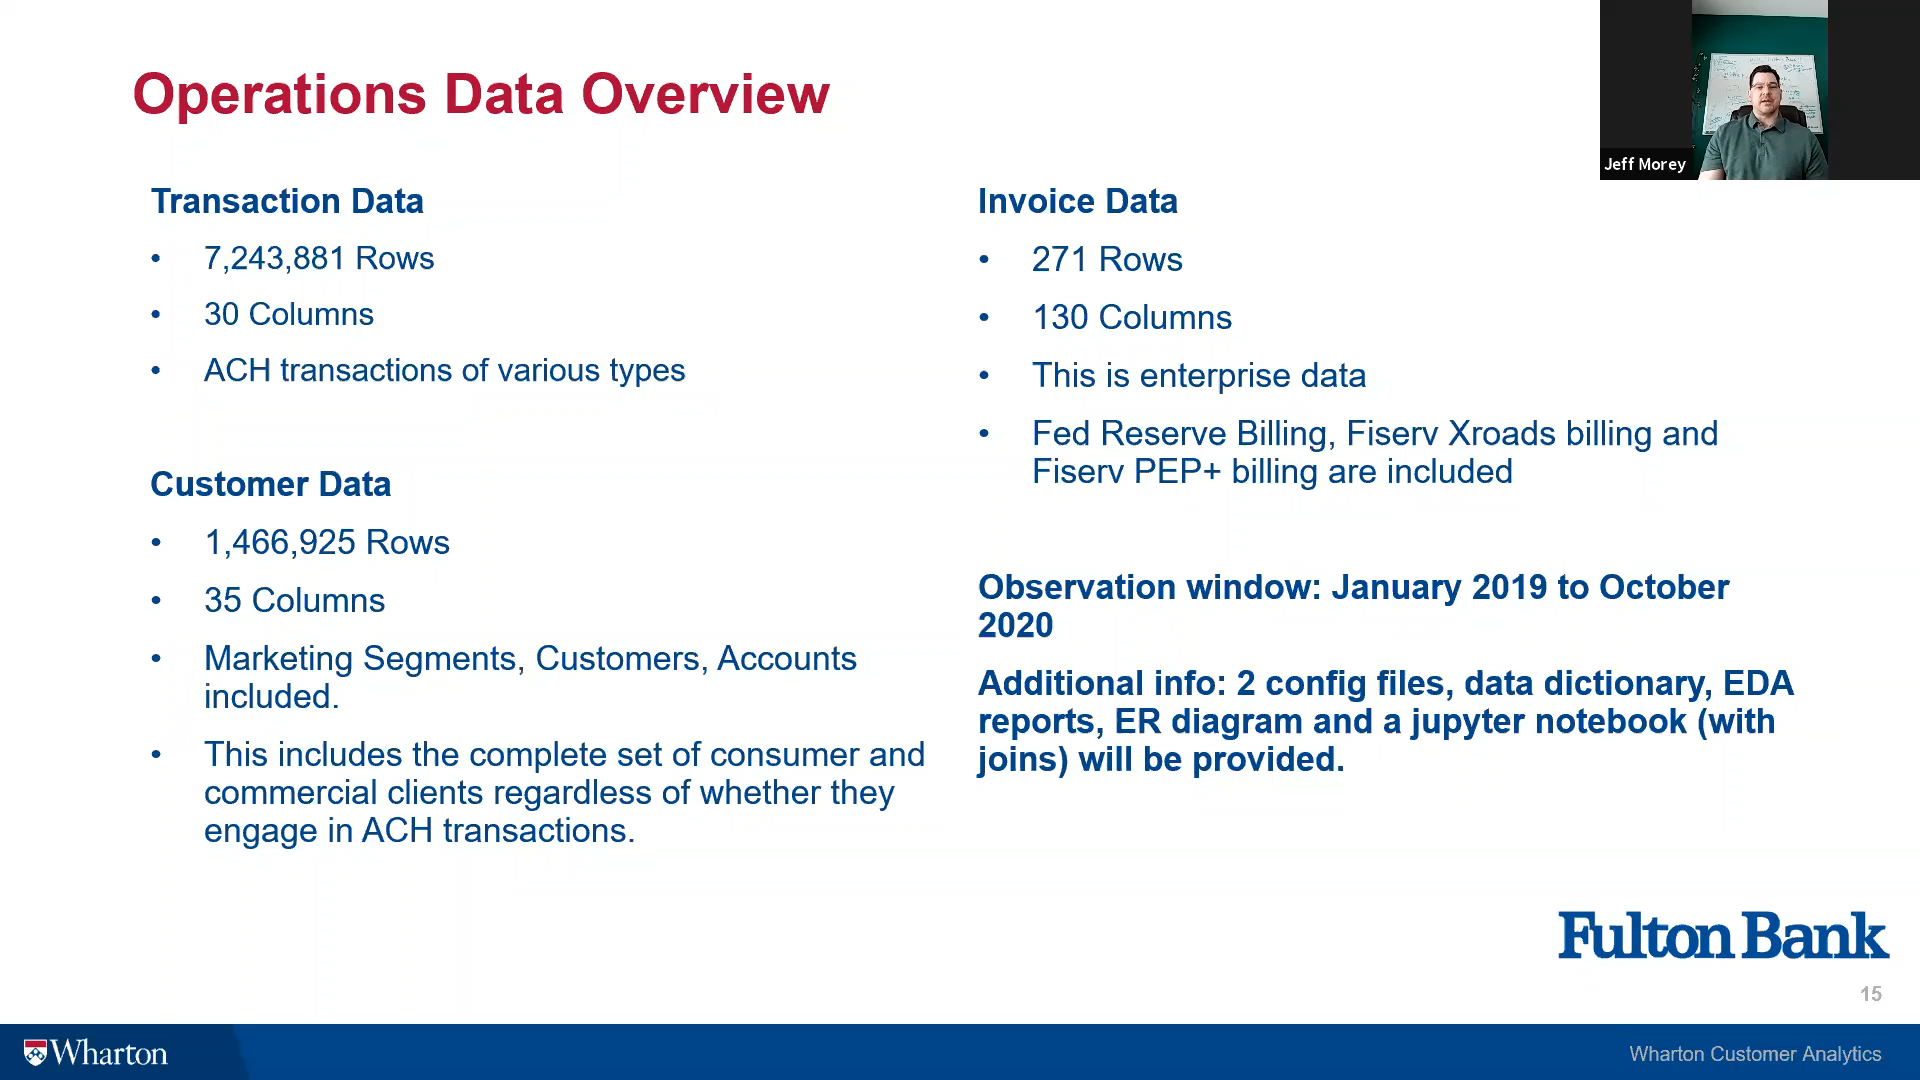 Operations Data Overview
Jeff Morey
Transaction Data
• 7,243,881 Rows
• 30 Columns
• ACH transactions of various types
Customer Data
• 1,466,925 Rows
• 35 Columns
• Marketing Segments, Customers, Accounts
included.
• This includes the complete set of consumer and
commercial clients regardless of whether they
engage in ACH transactions.
Invoice Data
• 271 Rows
• 130 Columns
• This is enterprise data
• Fed Reserve Billing, Fiserv Xroads billing and
Fiserv PEP+ billing are included
Observation window: January 2019 to October
2020
Additional info: 2 config files, data dictionary, EDA
reports, ER diagram and a jupyter notebook (with
joins) will be provided.
Fulton Bank
15
Wharton
Wharton Customer Analytics